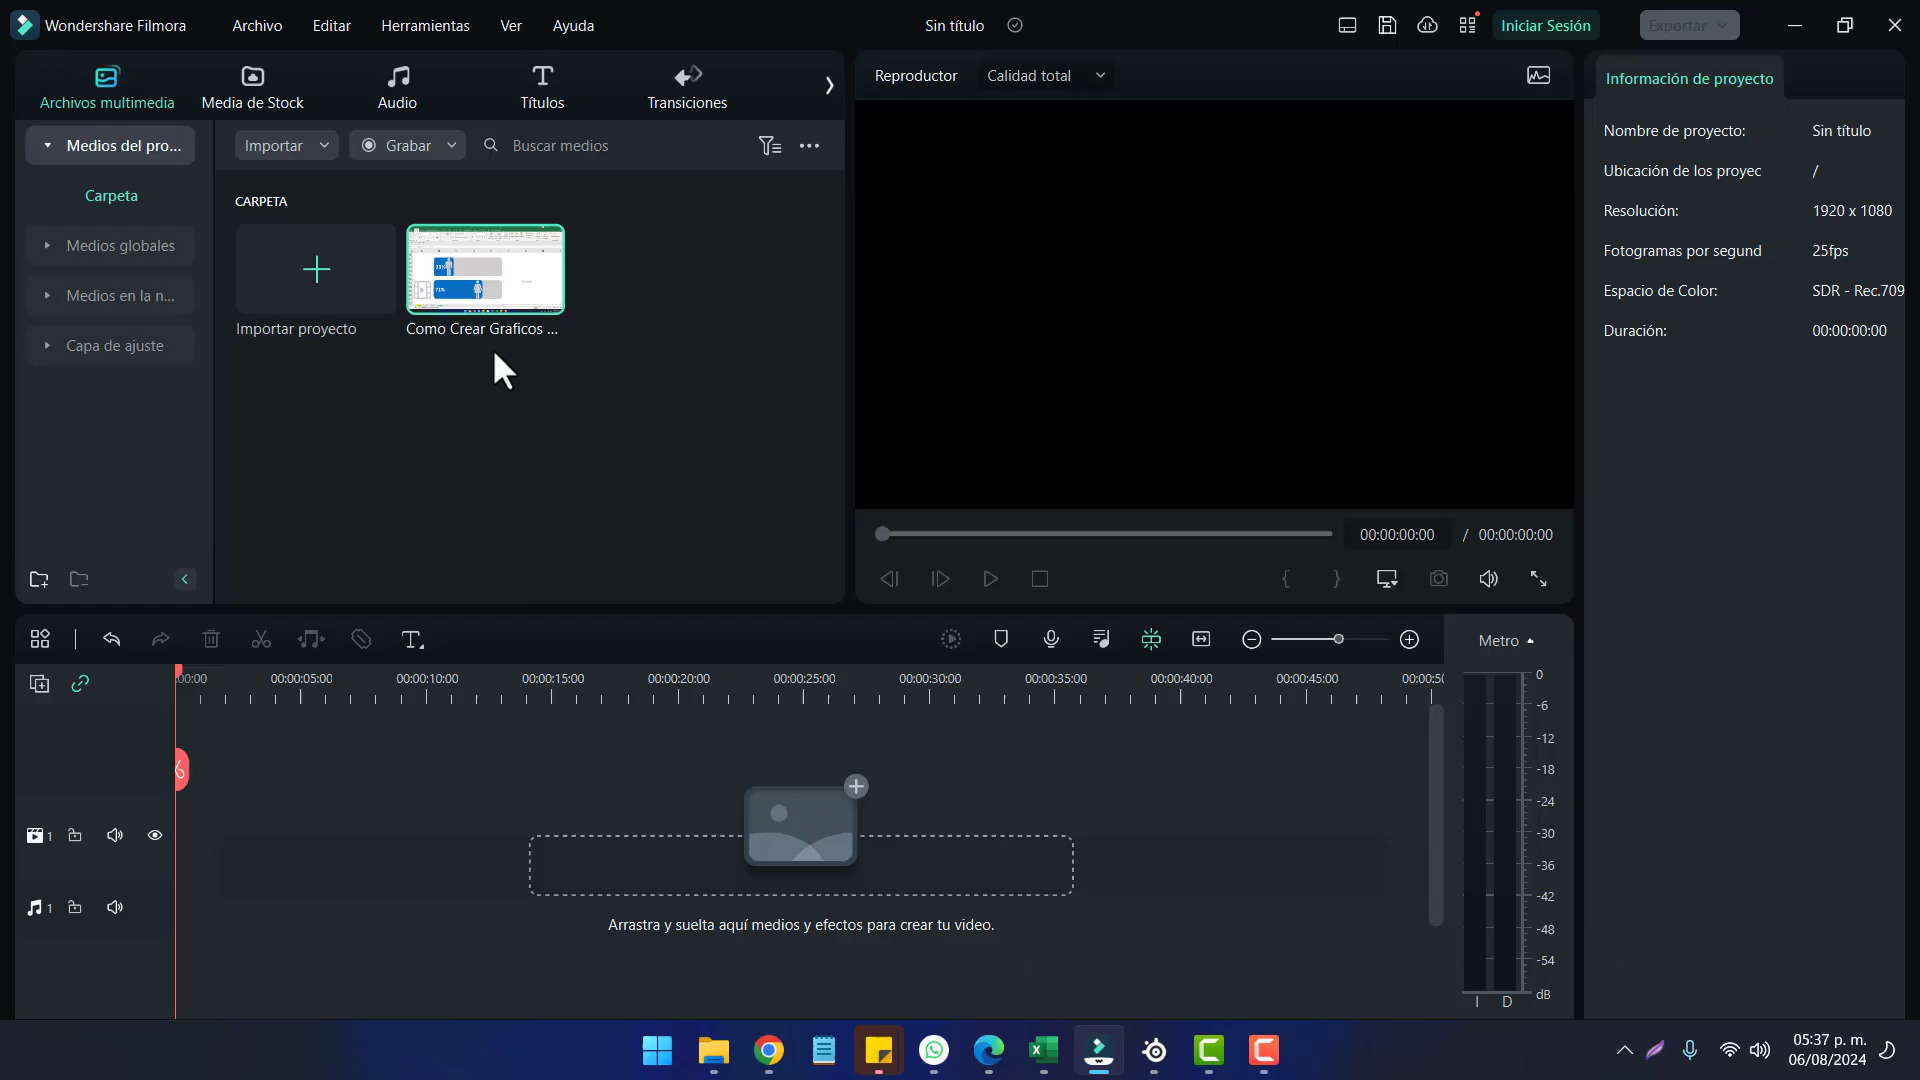 Wondershare Filmora
Archivo
Editar
Herramientas
Ver
Ayuda
Sin título
Iniciar Sesión
Exportar
Archivos multimedia
Media de Stock
Audio
Títulos
Transiciones
Reproductor
Calidad total
Información de proyecto
Medios del pro...
Importar
Grabar
Buscar medios
Carpeta
Medios globales
Medios en la n...
Capa de ajuste
CARPETA
23%
71%
Importar proyecto
Como Crear Graficos ...
Nombre de proyecto: Sin título
Ubicación de los proyec /
Resolución: 1920 x 1080
Fotogramas por segund 25fps
Espacio de Color: SDR - Rec.709
Duración: 00:00:00:00
00:00:00:00 / 00:00:00:00
Metro
:00:00 00:00:05:00 00:00:10:00 00:00:15:00 00:00:20:00 00:00:25:00 00:00:30:00 00:00:35:00 00:00:40:00 00:00:45:00 00:00:50
0
-6
-12
-18
-24
-30
-36
-42
-48
-54
dB
I D
1
1
Arrastra y suelta aquí medios y efectos para crear tu video.
05:37 p. m.
06/08/2024